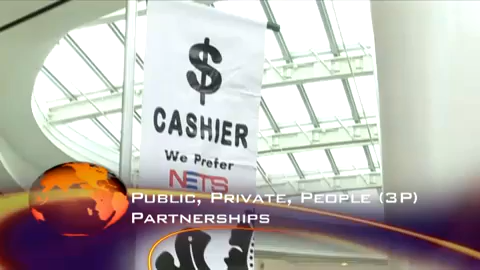 $
CASHIER
We Prefer
NETS
Public, Private, People (3P)
Partnerships